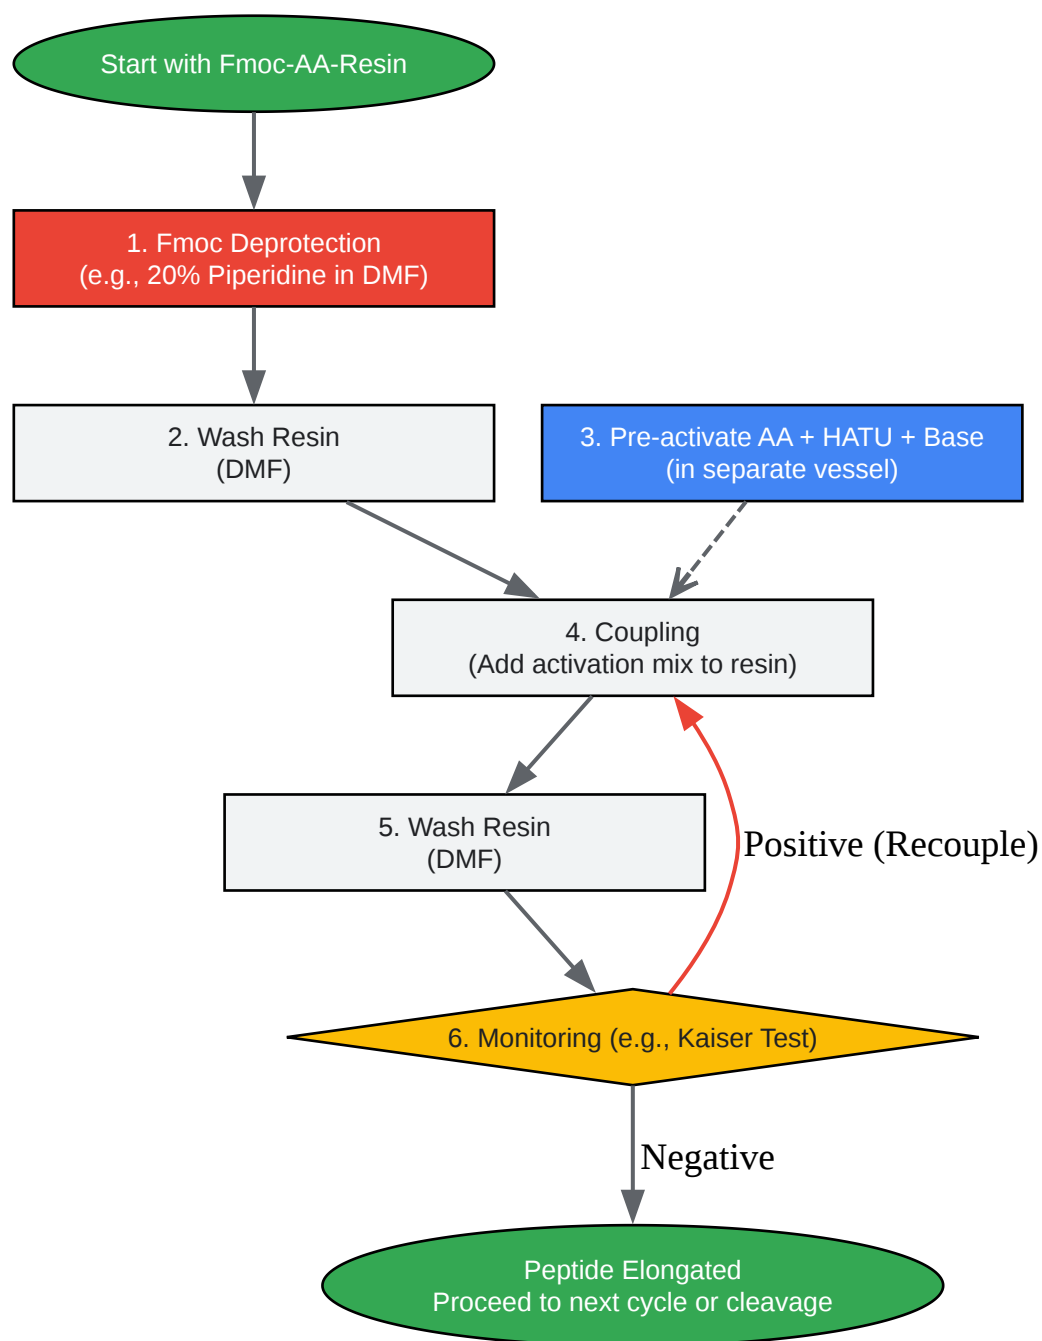 Start with Fmoc-AA-Resin
1. Fmoc Deprotection
(e.g., 20% Piperidine in DMF)
2. Wash Resin
(DMF)
3. Pre-activate AA + HATU + Base
(in separate vessel)
4. Coupling
(Add activation mix to resin)
5. Wash Resin
(DMF)
Positive (Recouple)
6. Monitoring (e.g., Kaiser Test)
Negative
Peptide Elongated
Proceed to next cycle or cleavage